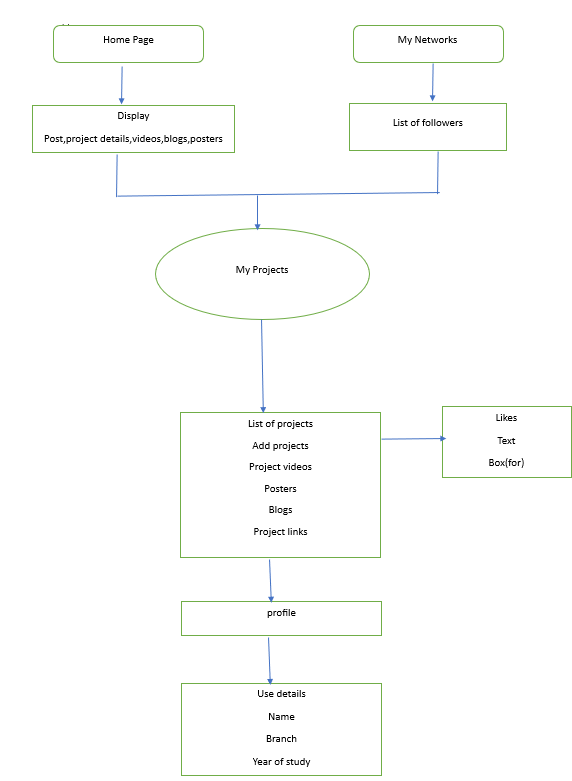 Home Page
My Networks
Display
Post,project details,videos,blogs,posters
List of followers
My Projects
List of projects
Add projects
Project videos
Posters
Blogs
Project links
Likes
Text
Box(for)
profile
Use details
Name
Branch
Year of study